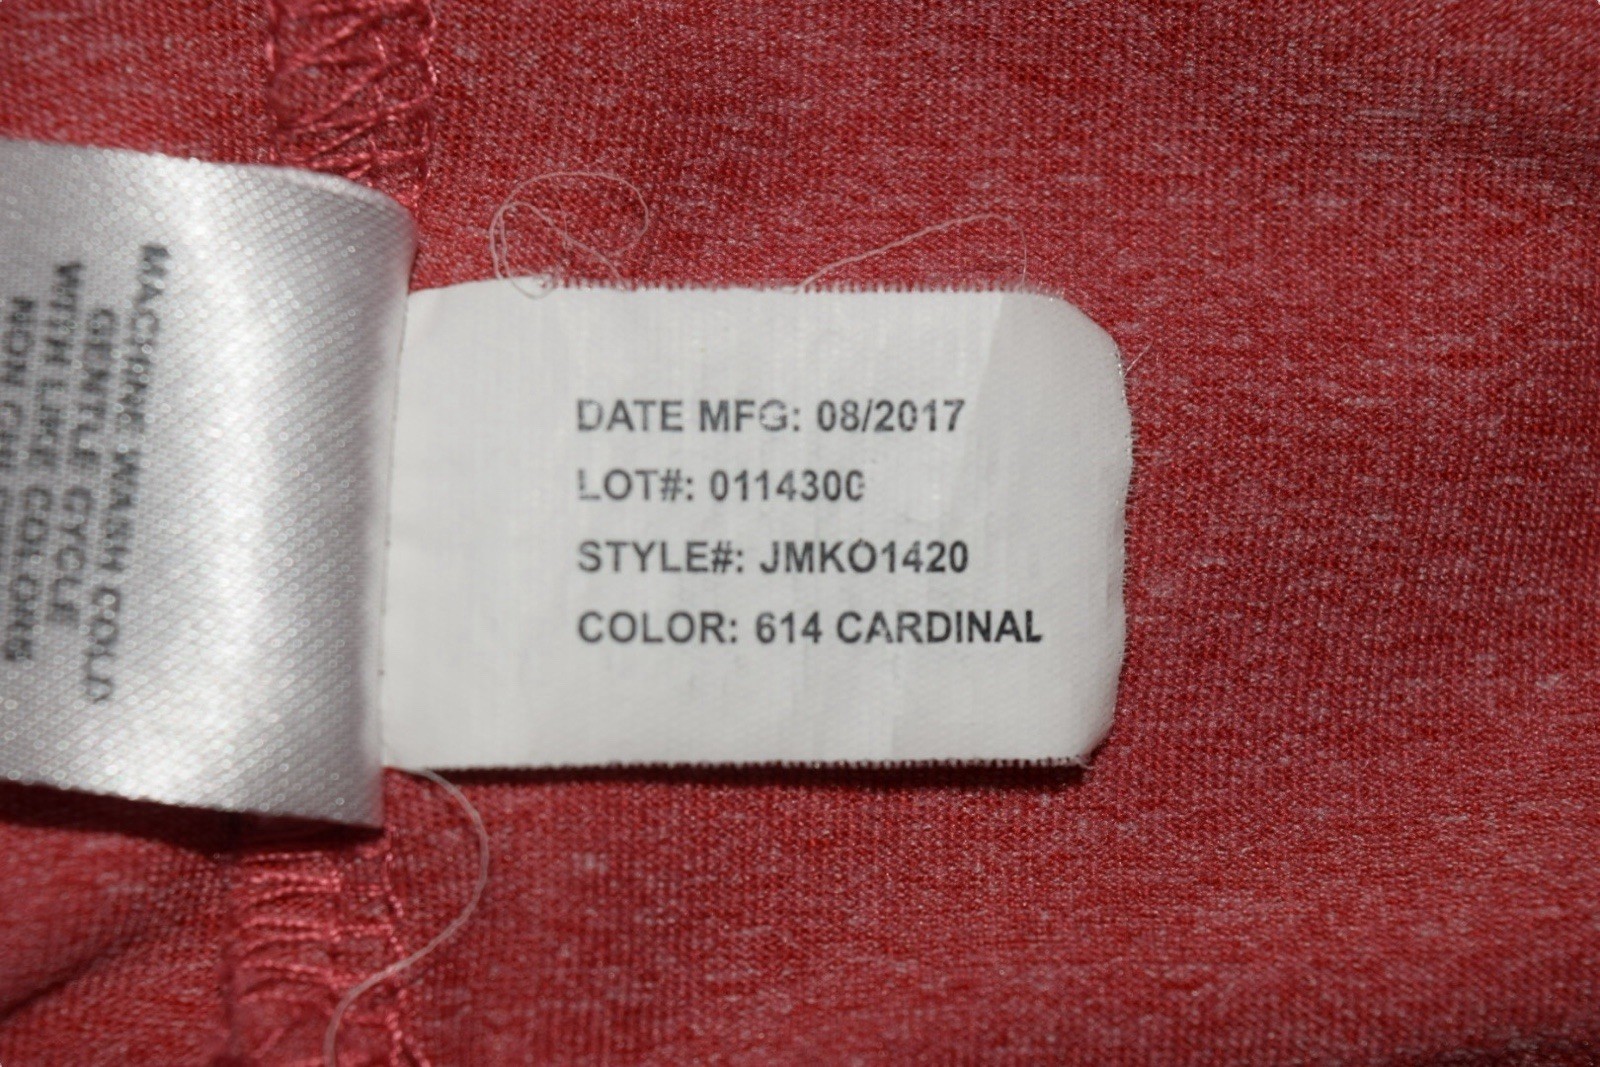 DATE MFG: 08/2017
LOT#: 0114300
STYLE#: JMKO1420
COLOR: 614 CARDINAL
MACHINE WASH COLD
GENTLE CYCLE
WITH LIKE COLORS
NON